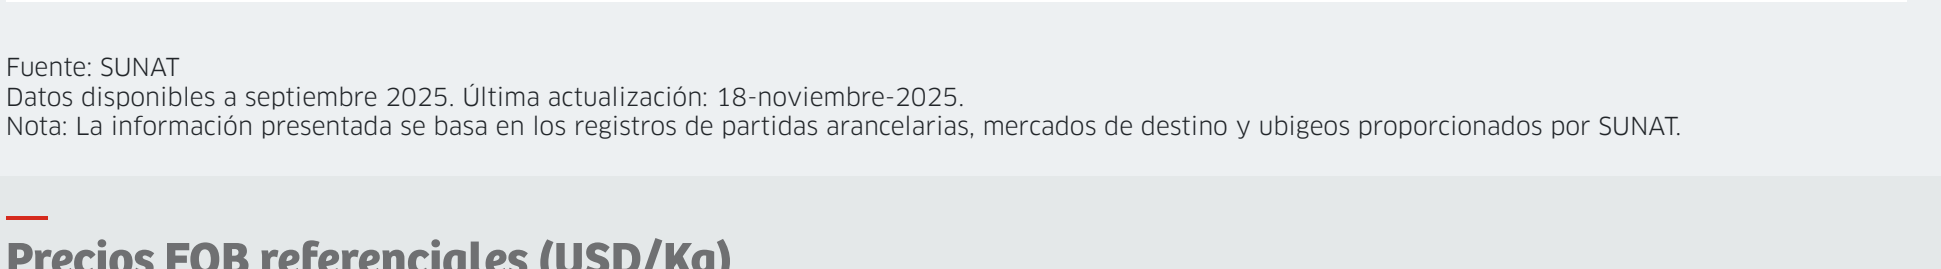 Fuente: SUNAT
Datos disponibles a septiembre 2025. Última actualización: 18-noviembre-2025.
Nota: La información presentada se basa en los registros de partidas arancelarias, mercados de destino y ubigeos proporcionados por SUNAT.
Precios FOB referenciales (USD/Kg)